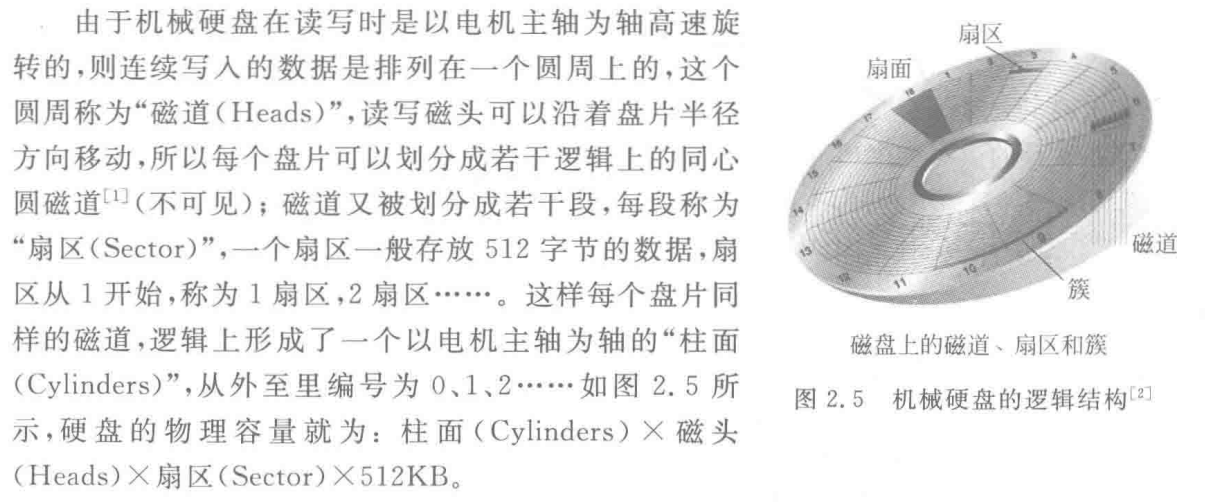 由于机械硬盘在读写时是以电机主轴为轴高速旋
转的,则连续写入的数据是排列在一个圆周上的,这个
圆周称为“磁道(Heads)”,读写磁头可以沿着盘片半径
方向移动,所以每个盘片可以划分成若干逻辑上的同心
圆磁道[1](不可见);磁道又被划分成若干段,每段称为
“扇区(Sector)”,一个扇区一般存放 512 字节的数据,扇
区从 1 开始,称为 1 扇区,2 扇区……。这样每个盘片同
样的磁道,逻辑上形成了一个以电机主轴为轴的“柱面
(Cylinders)”,从外至里编号为 0、1、2……如图 2.5 所
示,硬盘的物理容量就为:柱面(Cylinders)×磁头
(Heads)×扇区(Sector)×512KB。
扇区
扇面
1
3
4
5
8
9
10
11
12
13
14
15
16
17
18
磁道
簇
磁盘上的磁道、扇区和簇
图 2.5 机械硬盘的逻辑结构[2]